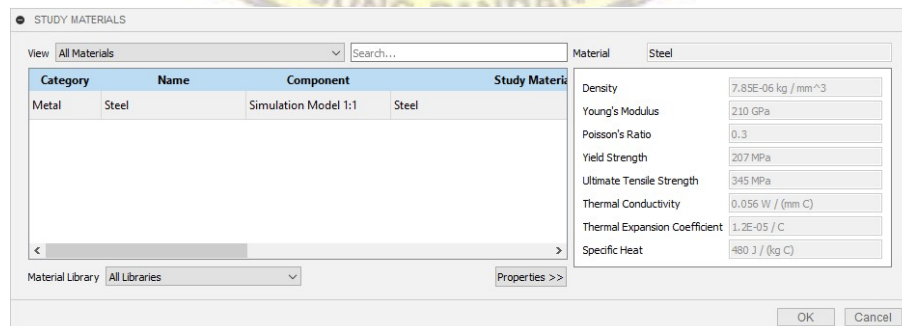 STUDY MATERIALS
View All Materials Search... Material Steel
Category Name Component Study Materia
Metal Steel Simulation Model 1:1 Steel
Density 7.85E-06 kg / mm^3
Young's Modulus 210 GPa
Poisson's Ratio 0.3
Yield Strength 207 MPa
Ultimate Tensile Strength 345 MPa
Thermal Conductivity 0.056 W / (mm C)
Thermal Expansion Coefficient 1.2E-05 / C
Specific Heat 480 J / (kg C)
Material Library All Libraries Properties >>
OK Cancel